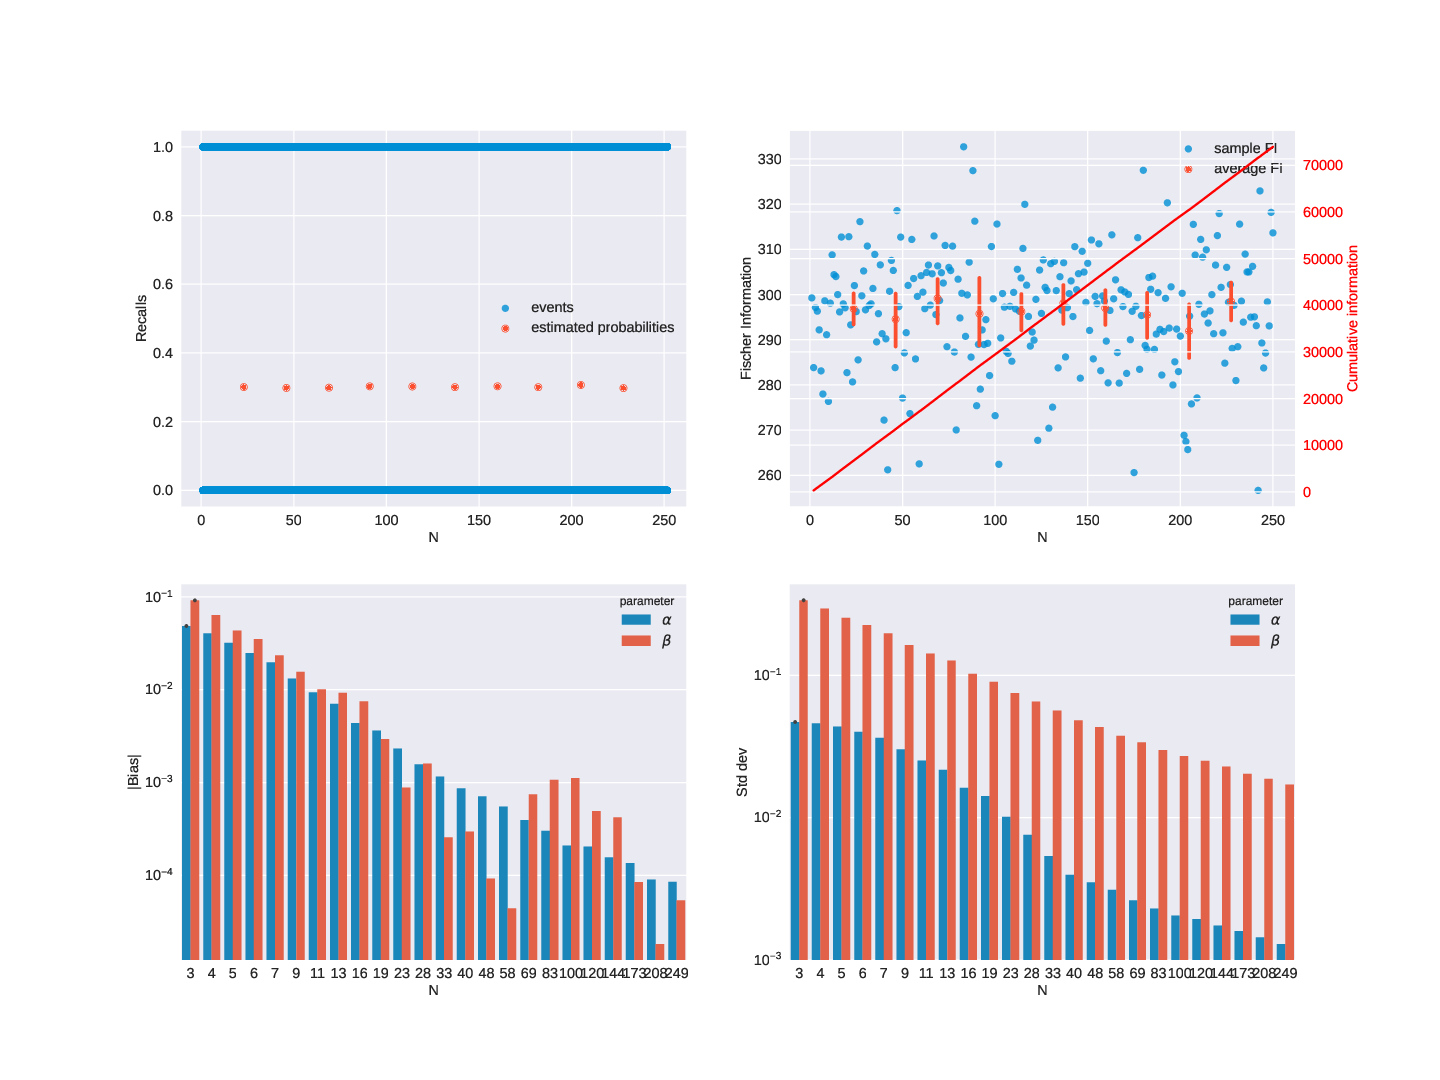 1.0
0.8
0.6
0.4
0.2
0.0
Recalls
events
estimated probabilities
0 50 100 150 200 250
N
330
320
310
300
290
280
270
260
Fischer Information
sample FI
average FI
70000
60000
50000
40000
30000
20000
10000
0
Cumulative information
0 50 100 150 200 250
N
10⁻¹
10⁻²
10⁻³
10⁻⁴
|Bias|
parameter
α
β
3 4 5 6 7 9 11 13 16 19 23 28 33 40 48 58 69 83 100 120 144 173 208 249
N
10⁻¹
10⁻²
10⁻³
Std dev
parameter
α
β
3 4 5 6 7 9 11 13 16 19 23 28 33 40 48 58 69 83 100 120 144 173 208 249
N